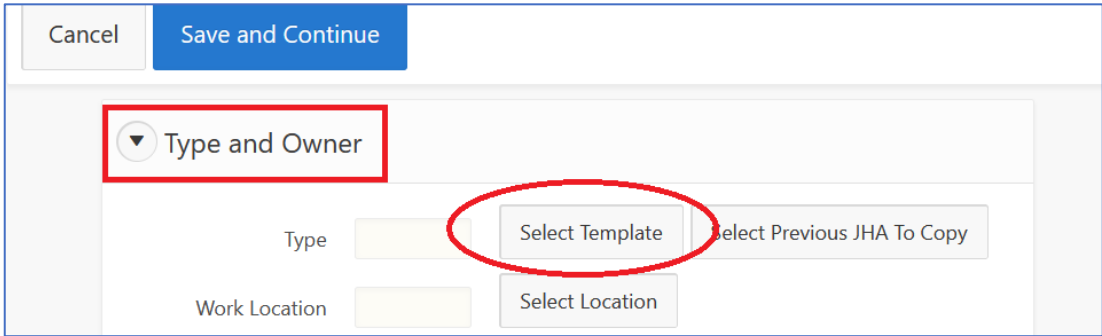 Cancel Save and Continue
Type and Owner
Type Select Template Select Previous JHA To Copy
Work Location Select Location